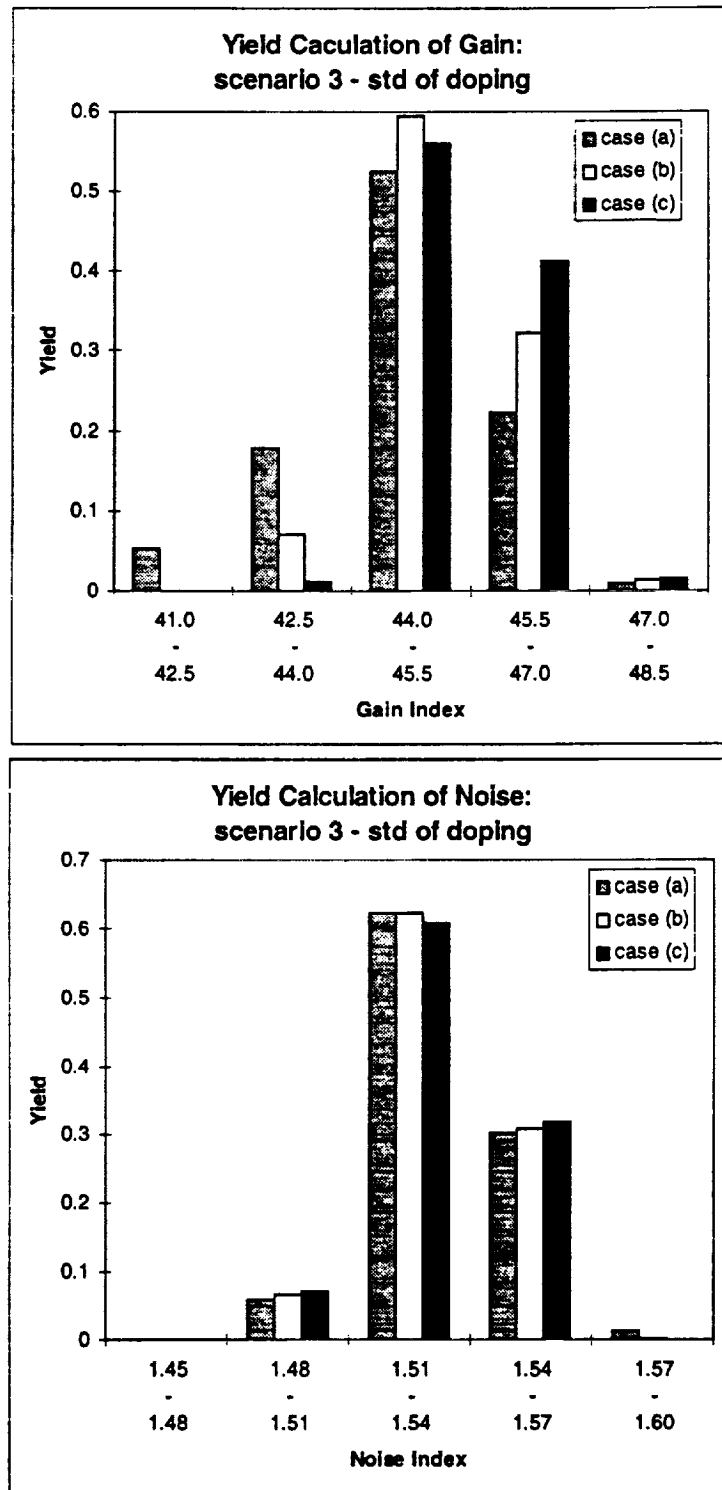 Yield Caculation of Gain:
scenario 3 - std of doping
0.6
0.5
0.4
0.3
0.2
0.1
0
Yield
case (a)
case (b)
case (c)
41.0 42.5 44.0 45.5 47.0
- - - - -
42.5 44.0 45.5 47.0 48.5
Gain Index
Yield Calculation of Noise:
scenario 3 - std of doping
0.7
0.6
0.5
0.4
0.3
0.2
0.1
0
Yield
case (a)
case (b)
case (c)
1.45 1.48 1.51 1.54 1.57
- - - - -
1.48 1.51 1.54 1.57 1.60
Noise Index